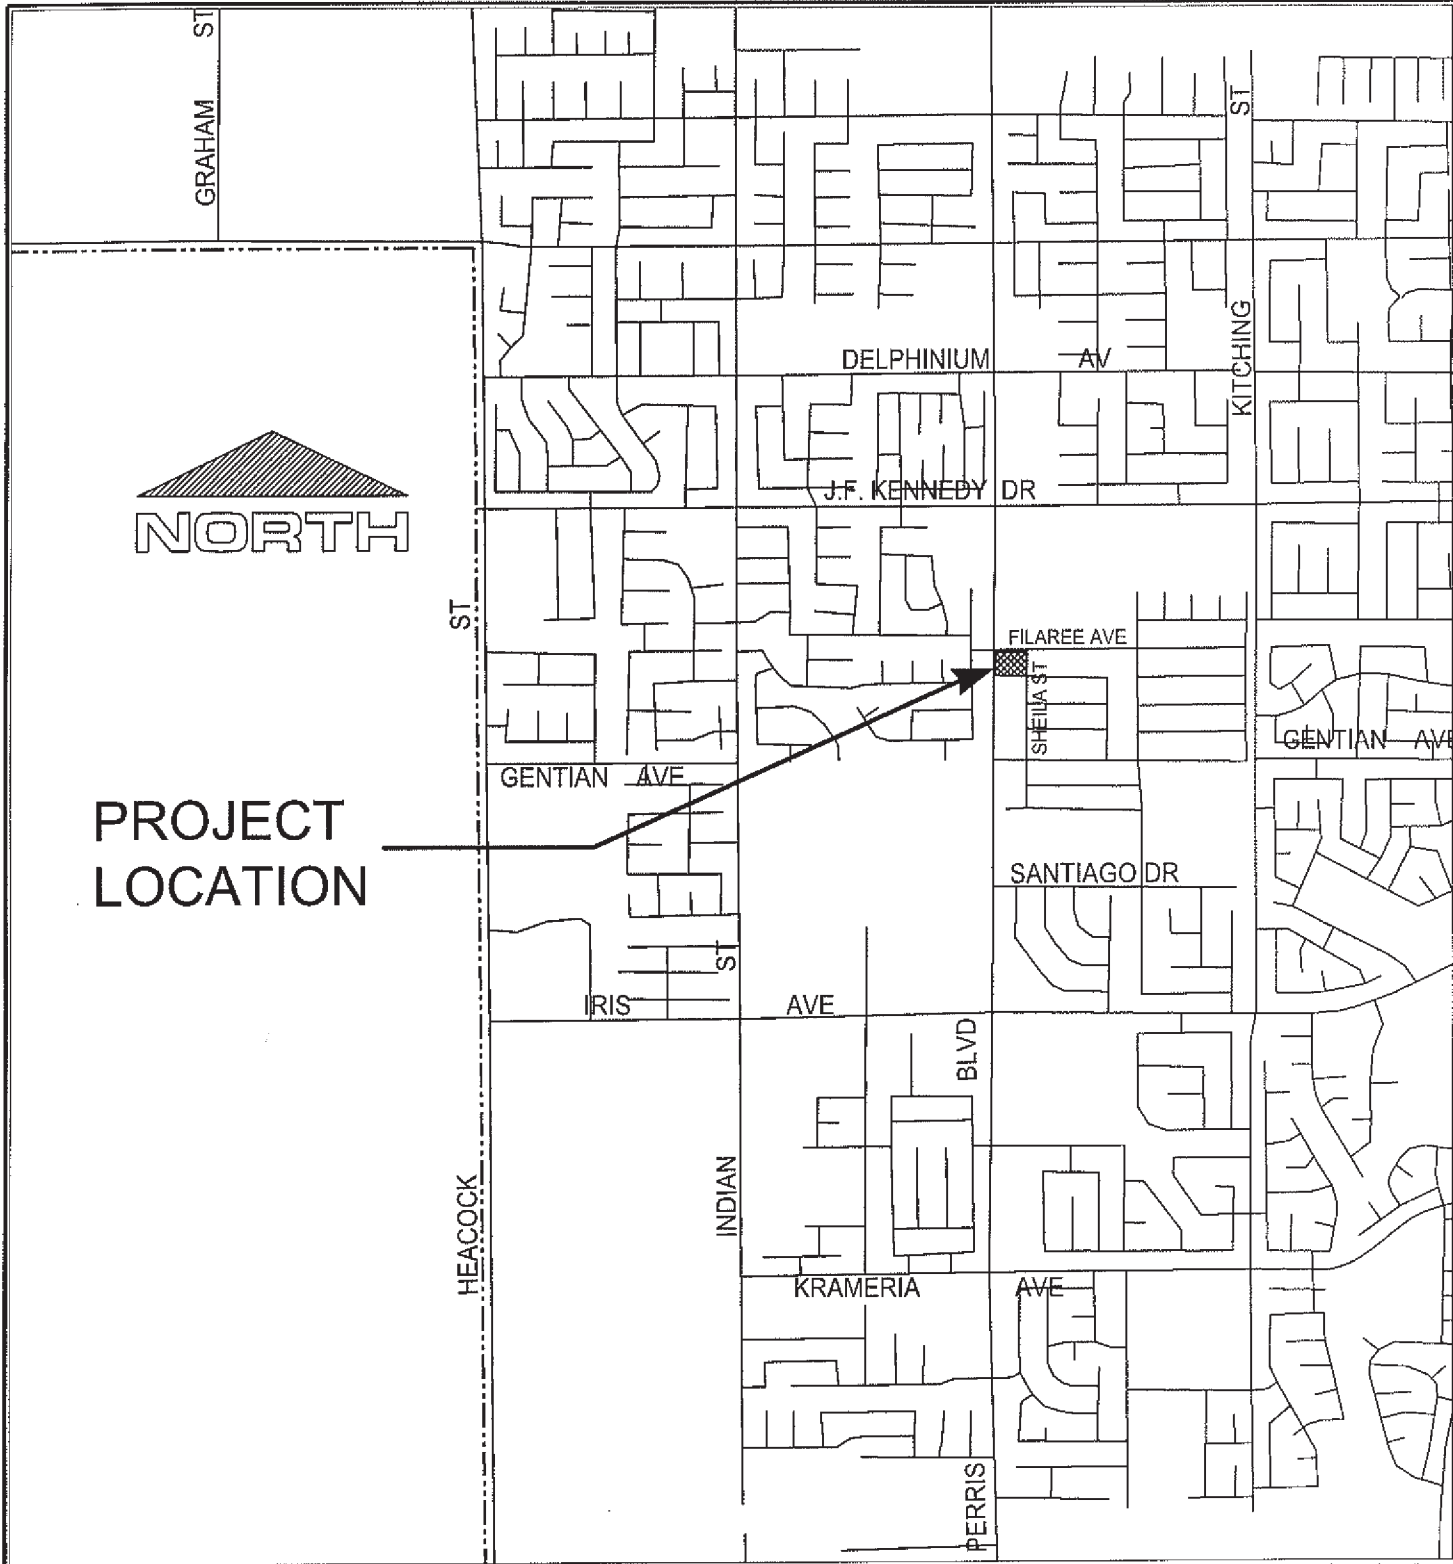 GRAHAM ST
KITCHING ST
DELPHINIUM AV
NORTH
J.F. KENNEDY DR
HEACOCK ST
FILAREE AVE
SHEILA ST
GENTIAN AVE
GENTIAN AVE
PROJECT
LOCATION
SANTIAGO DR
INDIAN ST
IRIS AVE
PERRIS BLVD
KRAMERIA AVE